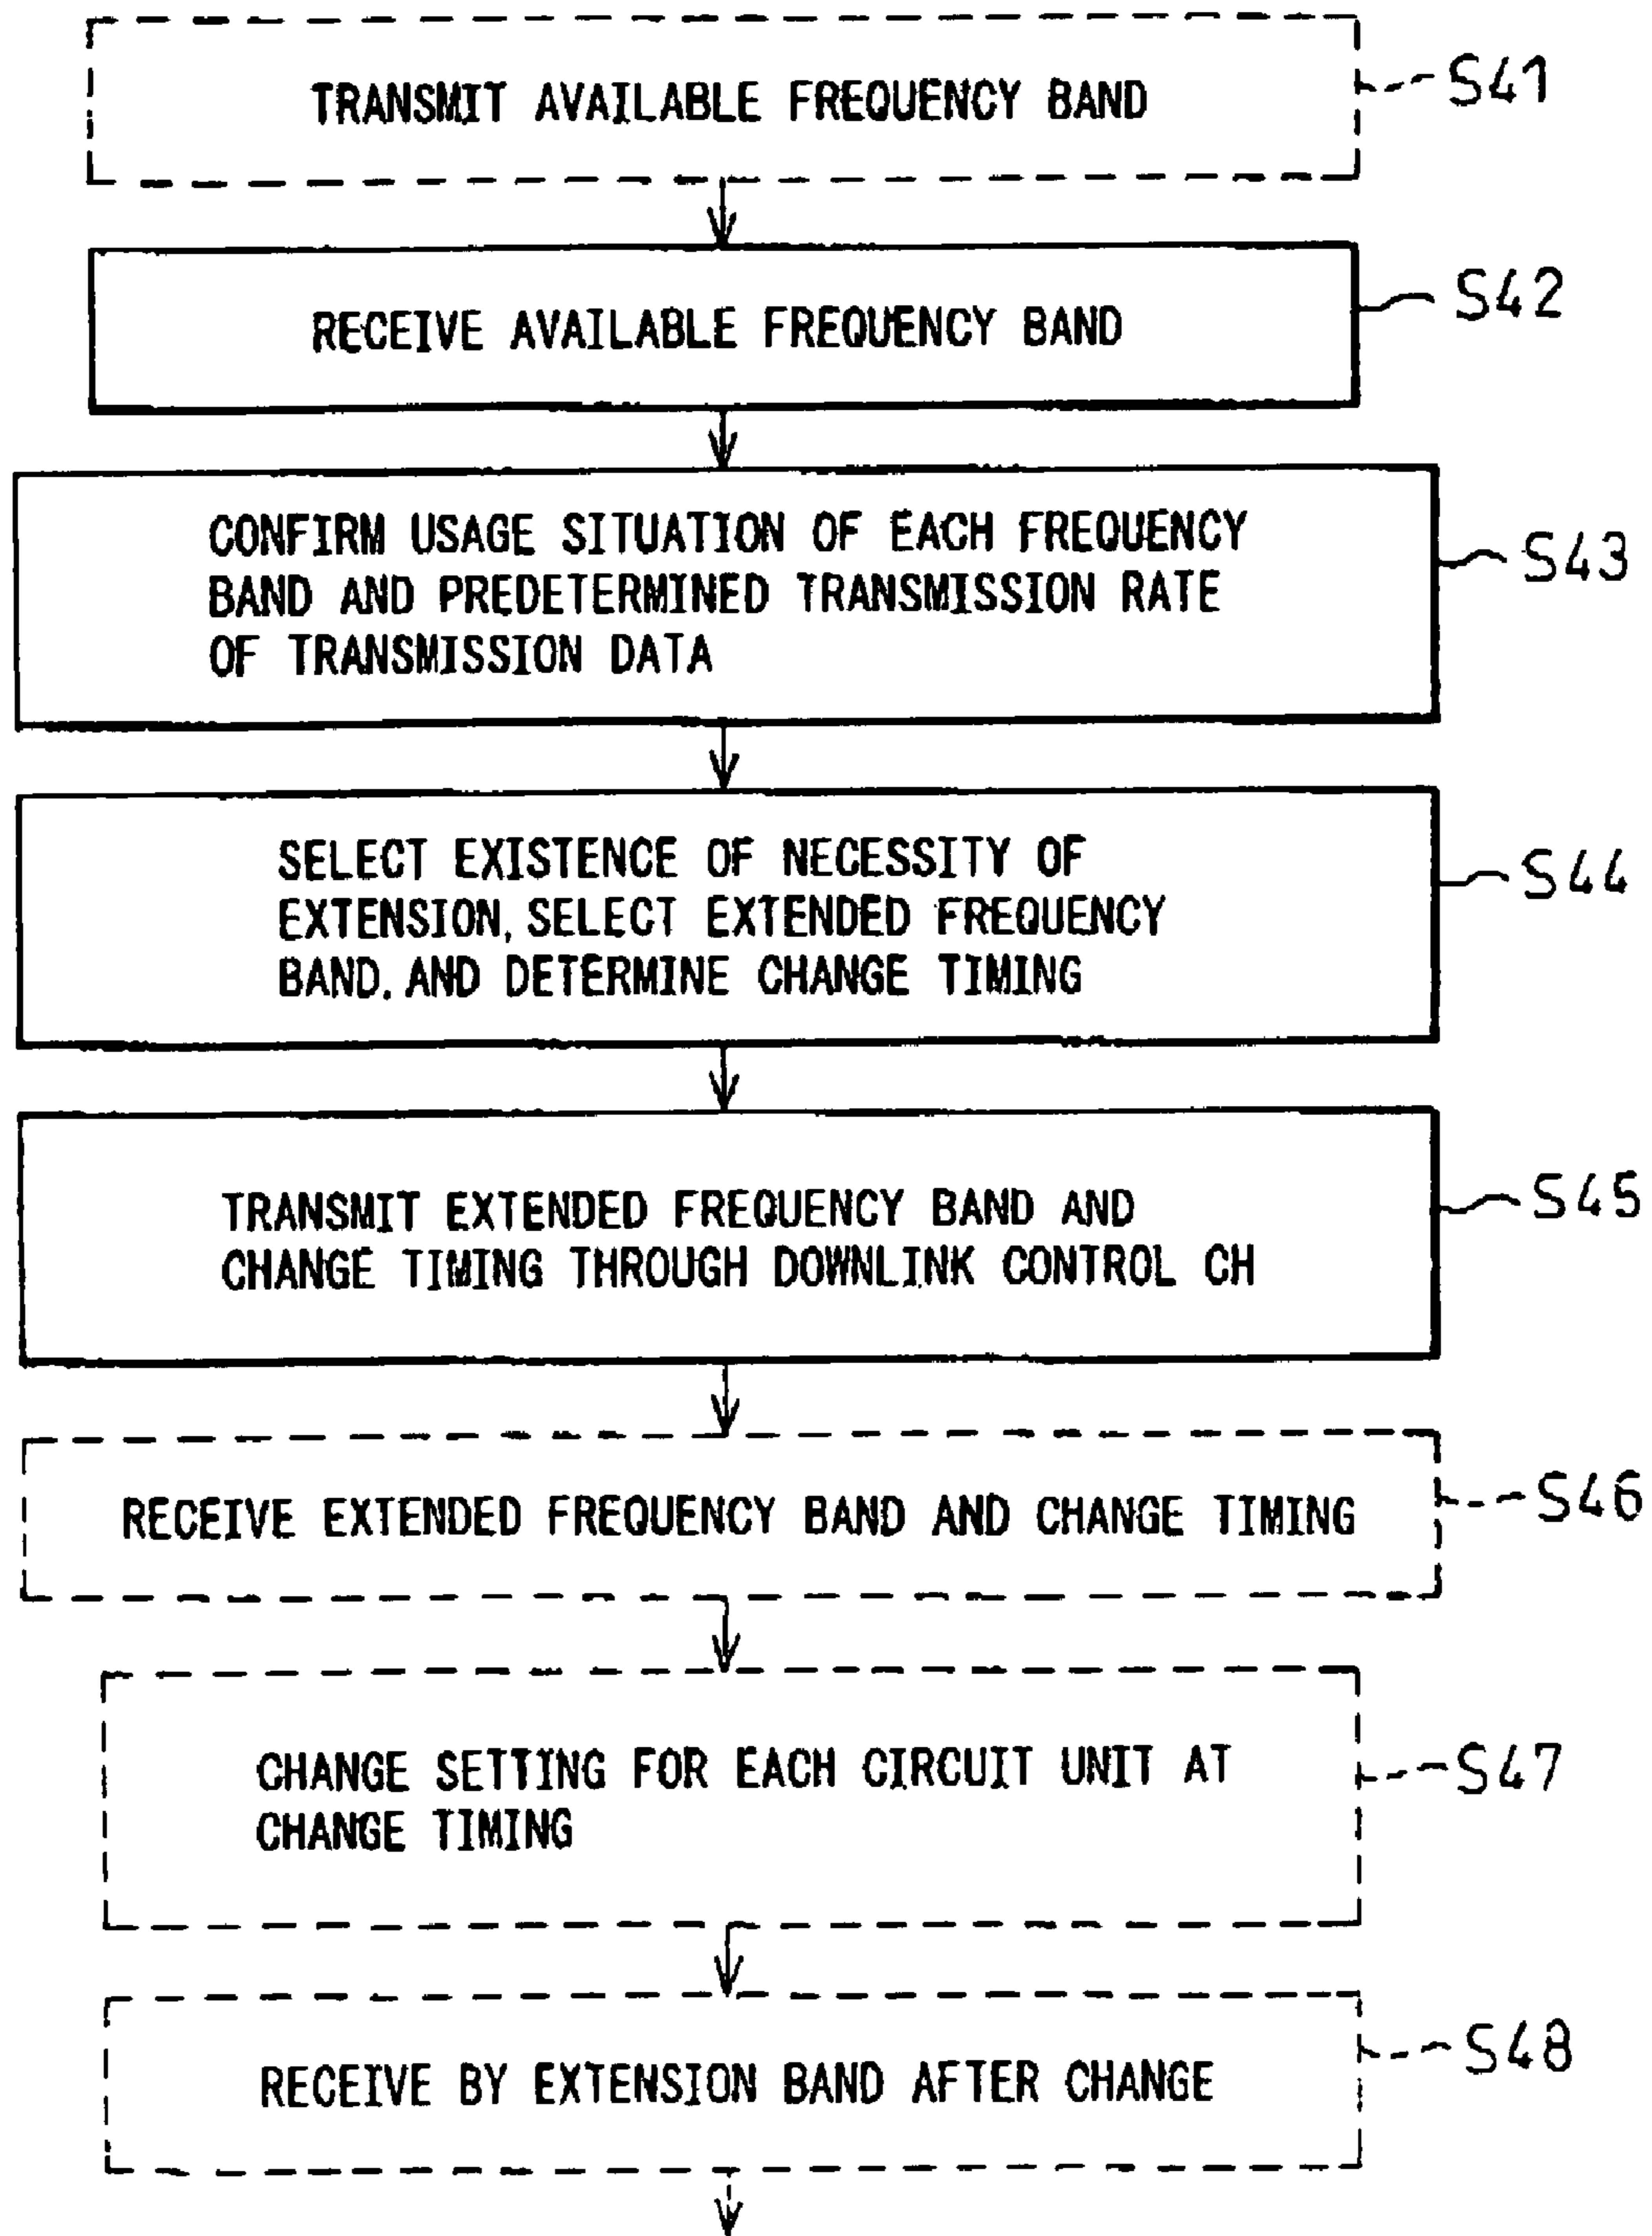 TRANSMIT AVAILABLE FREQUENCY BAND
S41
RECEIVE AVAILABLE FREQUENCY BAND
S42
CONFIRM USAGE SITUATION OF EACH FREQUENCY
BAND AND PREDETERMINED TRANSMISSION RATE
OF TRANSMISSION DATA
S43
SELECT EXISTENCE OF NECESSITY OF
EXTENSION, SELECT EXTENDED FREQUENCY
BAND. AND DETERMINE CHANGE TIMING
S44
TRANSMIT EXTENDED FREQUENCY BAND AND
CHANGE TIMING THROUGH DOWNLINK CONTROL CH
S45
RECEIVE EXTENDED FREQUENCY BAND AND CHANGE TIMING
S46
CHANGE SETTING FOR EACH CIRCUIT UNIT AT
CHANGE TIMING
S47
RECEIVE BY EXTENSION BAND AFTER CHANGE
S48